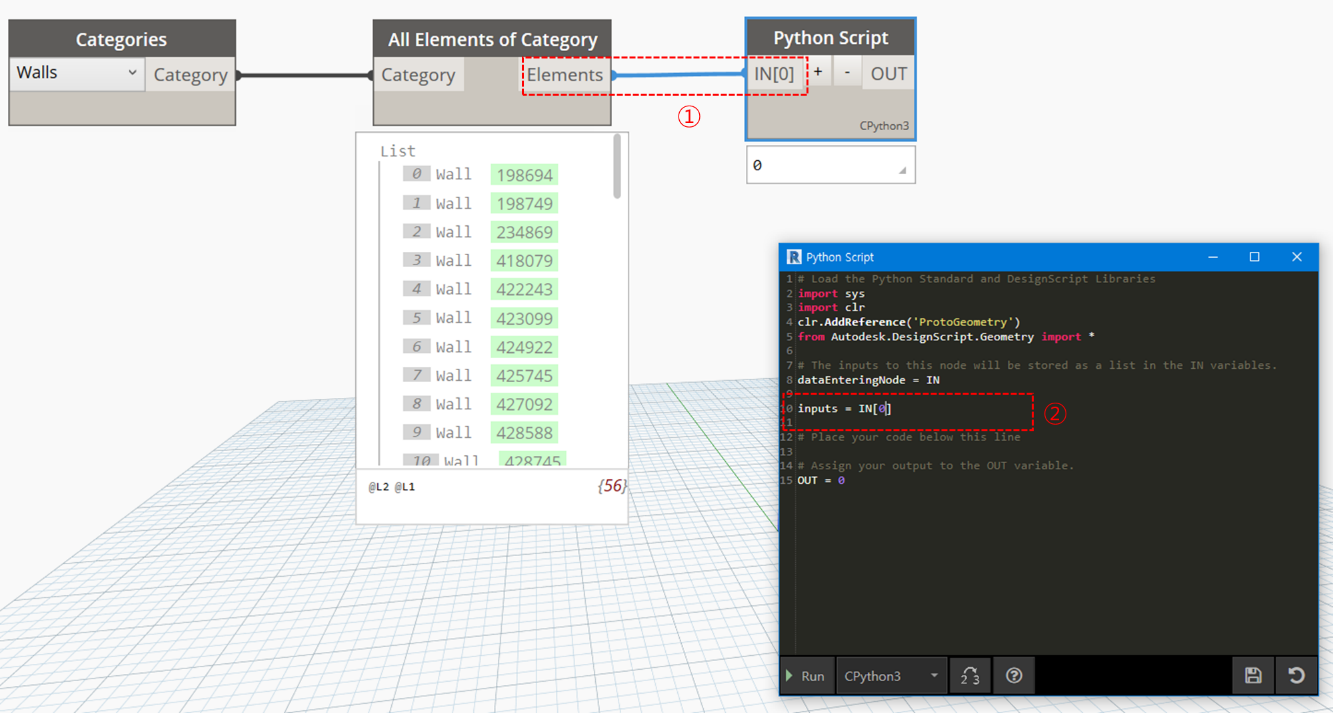 Categories
Walls
Category
All Elements of Category
Category
Elements
Python Script
IN[0]
+
-
OUT
CPython3
①
0
List
0 Wall 198694
1 Wall 198749
2 Wall 234869
3 Wall 418079
4 Wall 422243
5 Wall 423099
6 Wall 424922
7 Wall 425745
8 Wall 427092
9 Wall 428588
10 Wall 428745
@L2 @L1
{56}
R Python Script
1 # Load the Python Standard and DesignScript Libraries
2 import sys
3 import clr
4 clr.AddReference('ProtoGeometry')
5 from Autodesk.DesignScript.Geometry import *
6
7 # The inputs to this node will be stored as a list in the IN variables.
8 dataEnteringNode = IN
9
10 inputs = IN[0]
②
11
12 # Place your code below this line
13
14 # Assign your output to the OUT variable.
15 OUT = 0
Run
CPython3
2 3
?